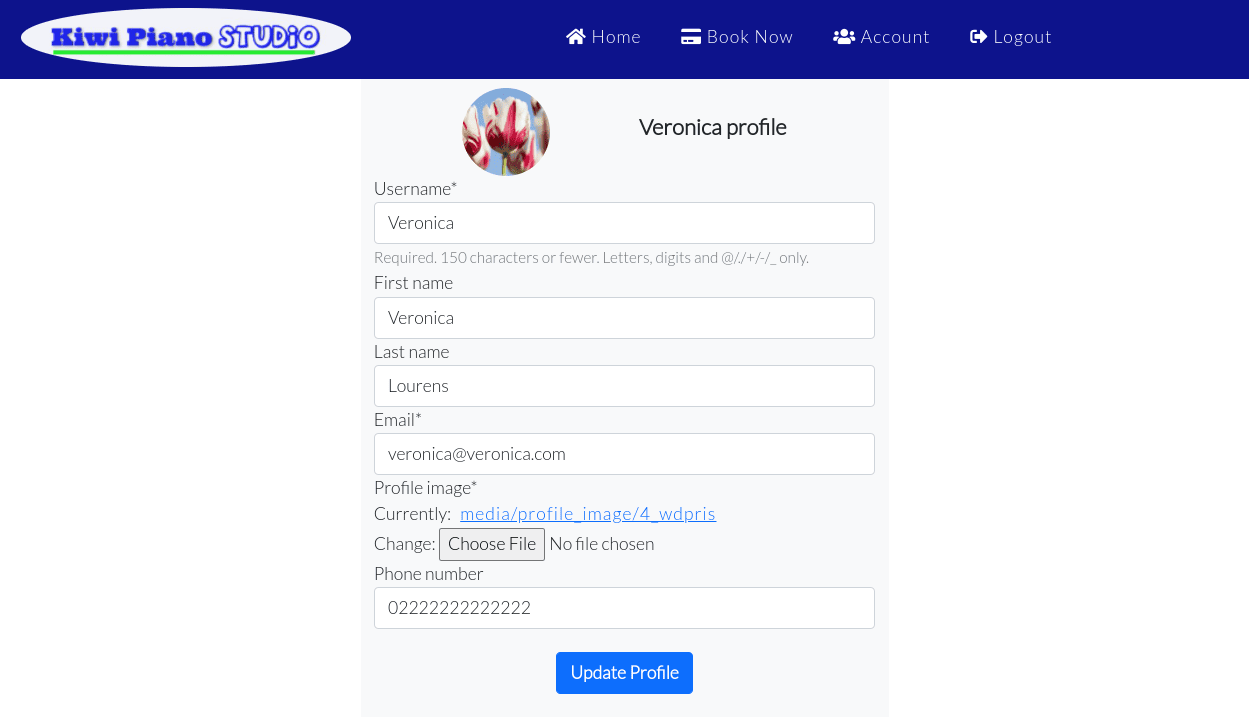 Kiwi Piano STUDiO
Home Book Now Account Logout
Veronica profile
Username*
Veronica
Required. 150 characters or fewer. Letters, digits and @/./+/-/_ only.
First name
Veronica
Last name
Lourens
Email*
veronica@veronica.com
Profile image*
Currently: media/profile_image/4_wdpris
Change: Choose File No file chosen
Phone number
02222222222222
Update Profile